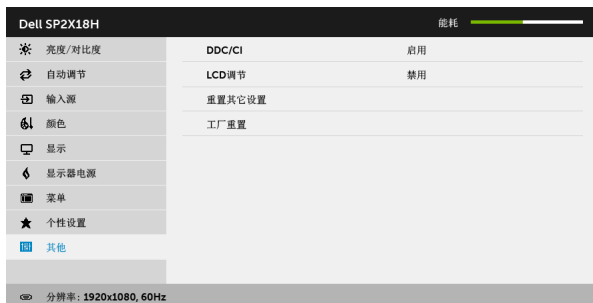 Dell SP2X18H 能耗
亮度/对比度 DDC/CI 启用
自动调节 LCD调节 禁用
输入源 重置其它设置
颜色 工厂重置
显示
显示器电源
菜单
个性设置
其他
分辨率: 1920x1080, 60Hz